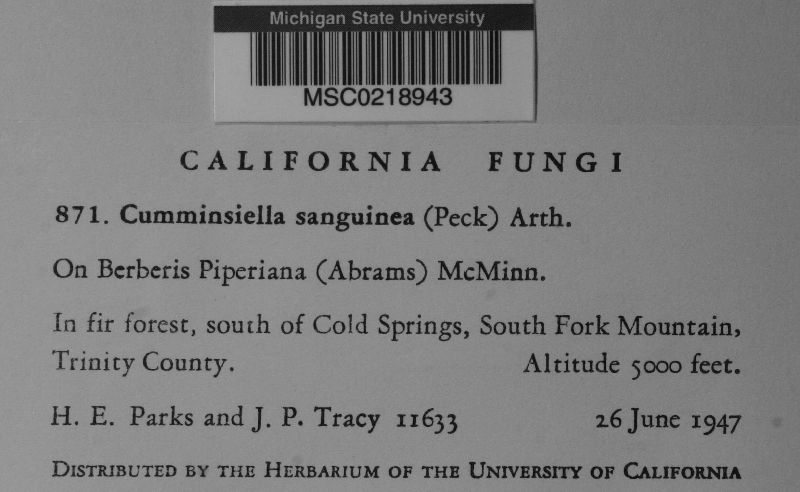 Michigan State University
MSC0218943
CALIFORNIA FUNGI
871. Cumminsiella sanguinea (Peck) Arth.
On Berberis Piperiana (Abrams) McMinn.
In fir forest, south of Cold Springs, South Fork Mountain,
Trinity County. Altitude 5000 feet.
H. E. Parks and J. P. Tracy 11633 26 June 1947
DISTRIBUTED BY THE HERBARIUM OF THE UNIVERSITY OF CALIFORNIA